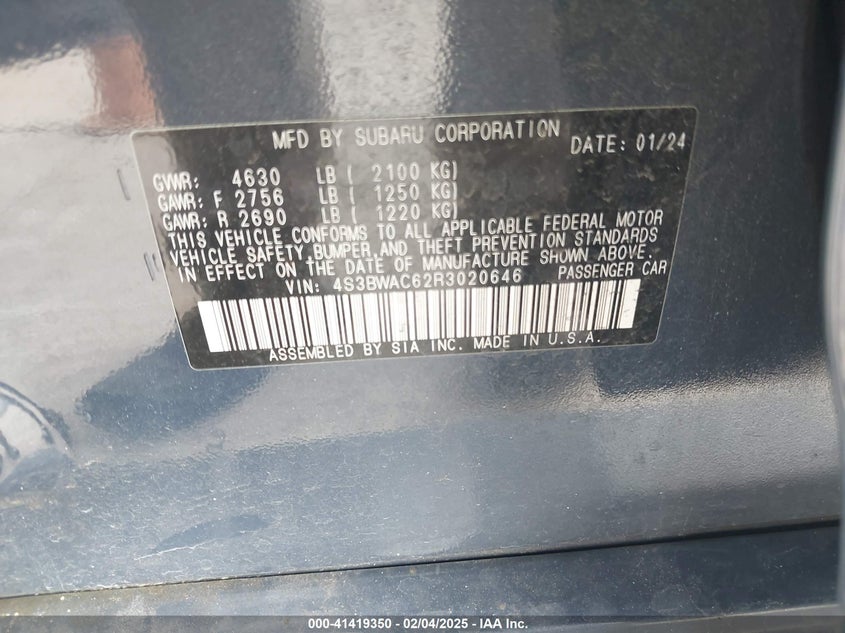 MFD BY SUBARU CORPORATION DATE: 01/24
GVWR: 4630 LB ( 2100 KG)
GAWR: F 2756 LB ( 1250 KG)
GAWR: R 2690 LB ( 1220 KG)
THIS VEHICLE CONFORMS TO ALL APPLICABLE FEDERAL MOTOR
VEHICLE SAFETY,BUMPER,AND THEFT PREVENTION STANDARDS
IN EFFECT ON THE DATE OF MANUFACTURE SHOWN ABOVE.
VIN: 4S3BWAC62R3020646 PASSENGER CAR
ASSEMBLED BY SIA INC. MADE IN U.S.A.
000-41419350 - 02/04/2025 - IAA Inc.